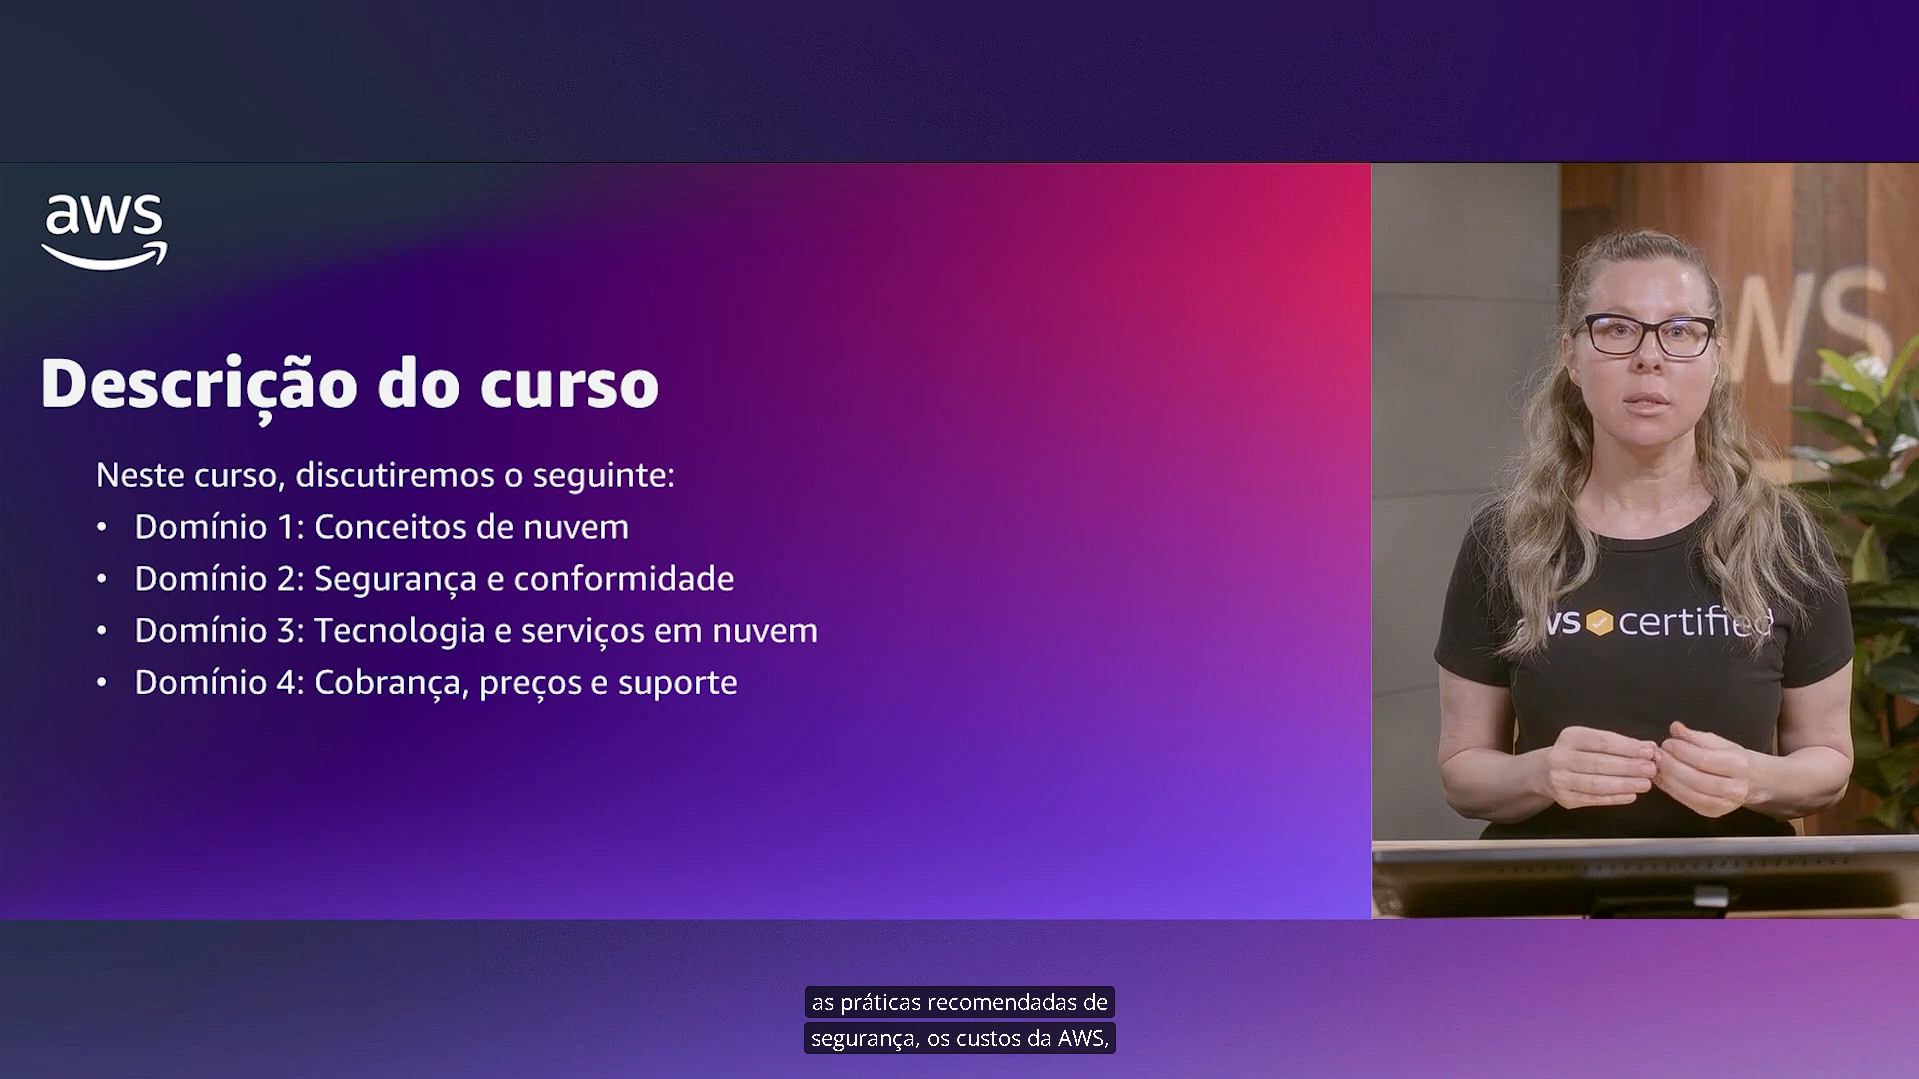 aws
Descrição do curso
Neste curso, discutiremos o seguinte:
• Domínio 1: Conceitos de nuvem
• Domínio 2: Segurança e conformidade
• Domínio 3: Tecnologia e serviços em nuvem
• Domínio 4: Cobrança, preços e suporte
WS
ws certified
as práticas recomendadas de
segurança, os custos da AWS,